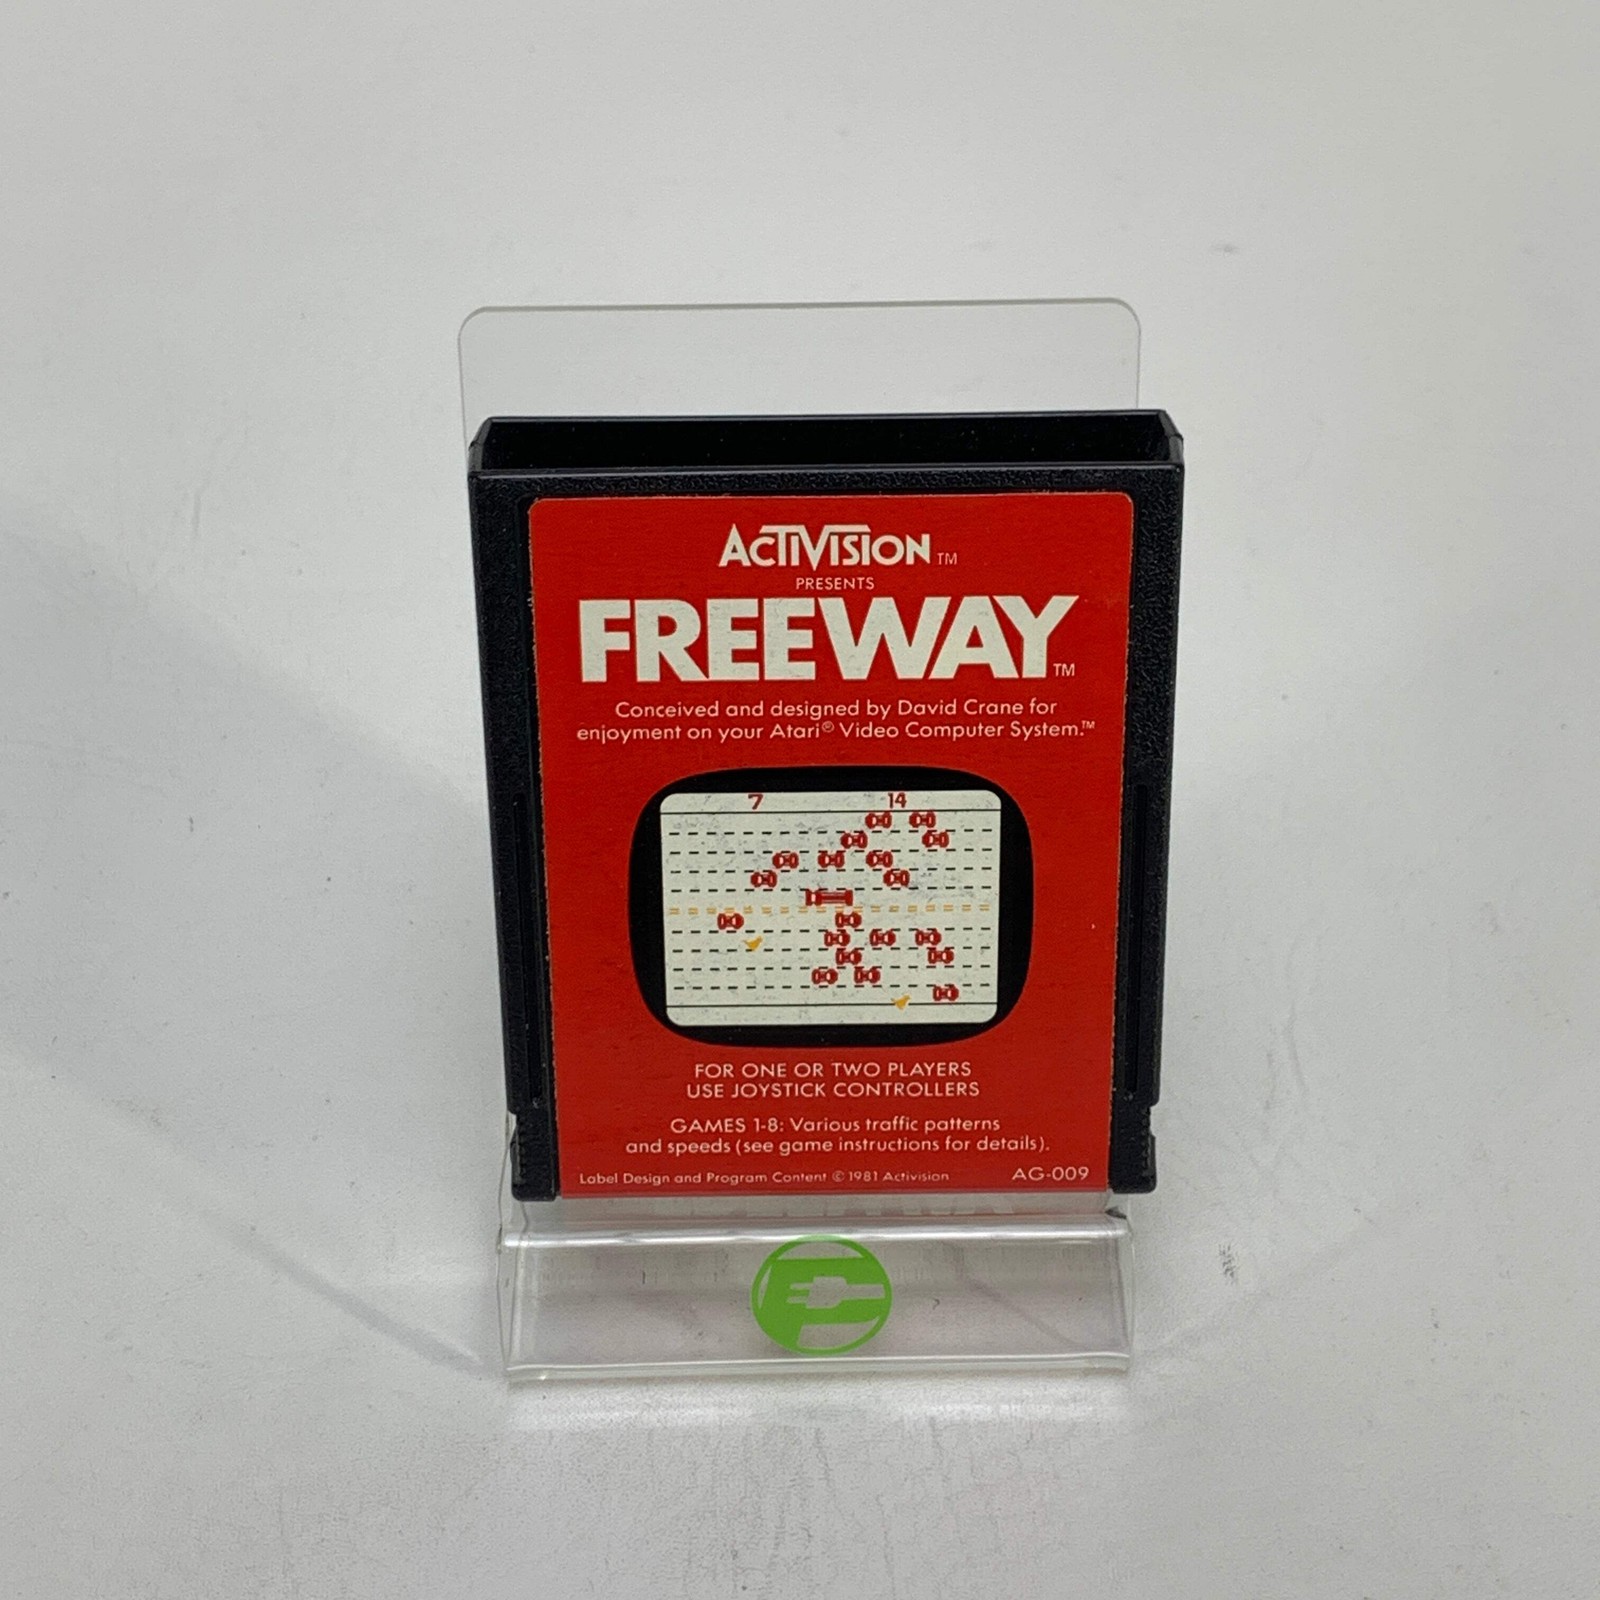 ACTIVISION™
PRESENTS
FREEWAY™
Conceived and designed by David Crane for
enjoyment on your Atari® Video Computer System.™
7 14
FOR ONE OR TWO PLAYERS
USE JOYSTICK CONTROLLERS
GAMES 1-8: Various traffic patterns
and speeds (see game instructions for details).
Label Design and Program Content © 1981 Activision AG-009